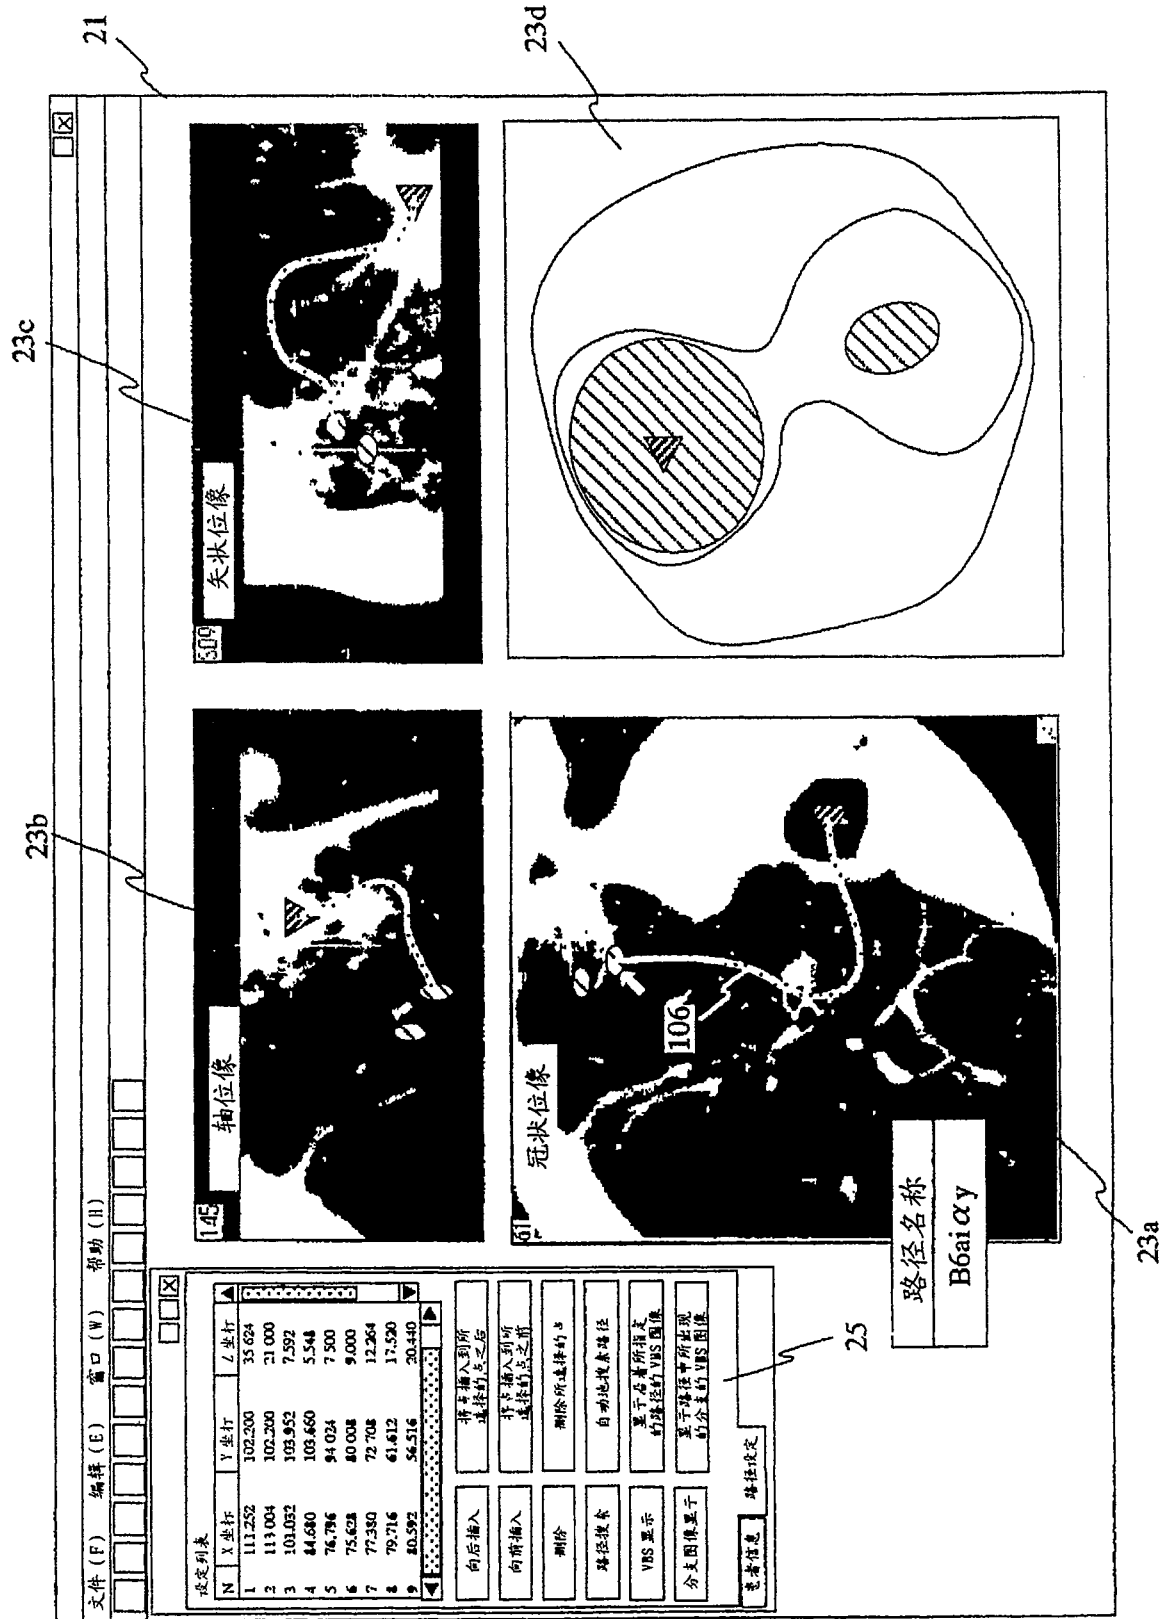 21
文件(F) 编辑(E) 窗口(W) 帮助(H)
设定列表
N X 坐行 Y 坐行 Z 坐行
1 111.252 102.200 35 624
2 113 004 102.200 21 000
3 101.032 103.952 7.592
4 84.680 103.660 5.548
5 76.796 94 024 7 500
6 75.628 80 008 9.000
7 77.380 72 708 12.264
8 79.716 61.612 17.520
9 80.592 56.516 20.440
向后插入 将点插入到所选择的点之后
向前插入 将点插入到所选择的点之前
删除 删除所选择的点
路径搜索 自动地搜索路径
VBS 显示 显示沿着所指定的路径的 VBS 图像
分支图像显示 显示路径中所出现的分支的 VBS 图像
患者信息 路径设定
25
23b
145
轴位像
23c
309
矢状位像
61
冠状位像
106
路径名称
B6ai α y
23a
23d